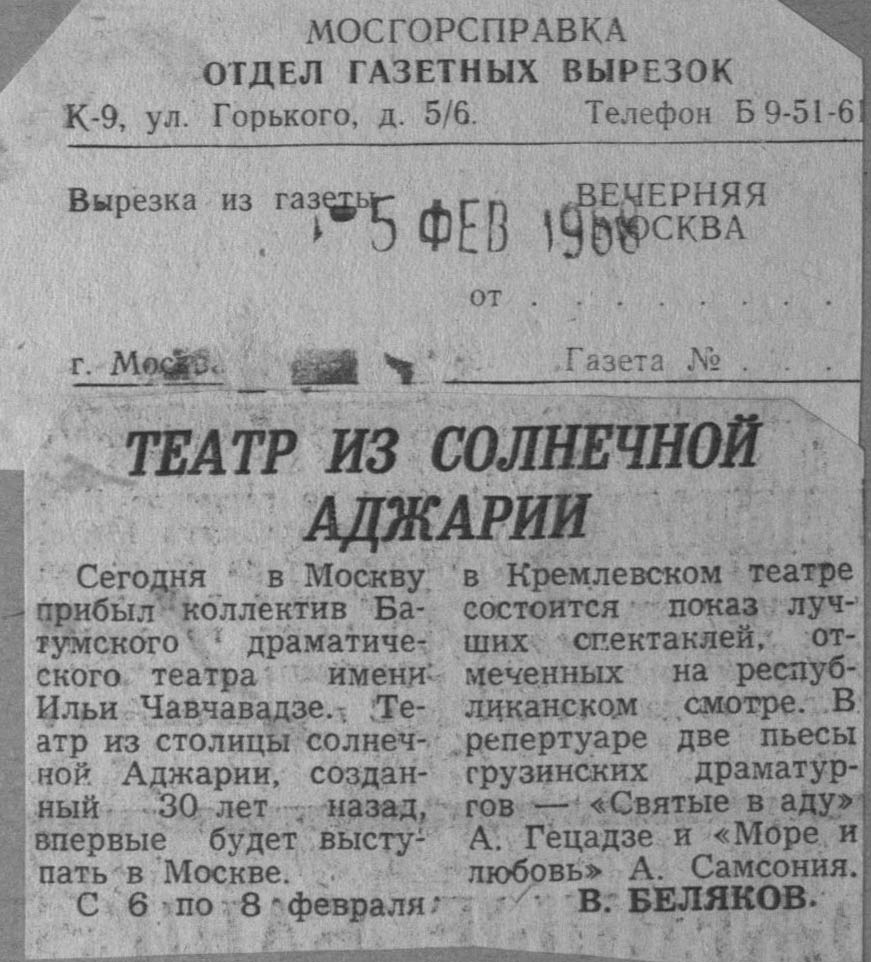 МОСГОРСПРАВКА
ОТДЕЛ ГАЗЕТНЫХ ВЫРЕЗОК
К-9, ул. Горького, д. 5/6. Телефон Б 9-51-61
Вырезка из газеты
ВЕЧЕРНЯЯ
МОСКВА
5 ФЕВ 1968
от . . . . . . . .
г. Москва Газета № . . .
ТЕАТР ИЗ СОЛНЕЧНОЙ
АДЖАРИИ
Сегодня в Москву
прибыл коллектив Ба-
тумского драматиче-
ского театра имени
Ильи Чавчавадзе. Те-
атр из столицы солнеч-
ной Аджарии, создан-
ный 30 лет назад,
впервые будет высту-
пать в Москве.
С 6 по 8 февраля
в Кремлевском театре
состоится показ луч-
ших спектаклей, от-
меченных на респуб-
ликанском смотре. В
репертуаре две пьесы
грузинских драматур-
гов — «Святые в аду»
А. Гецадзе и «Море и
любовь» А. Самсония.
В. БЕЛЯКОВ.